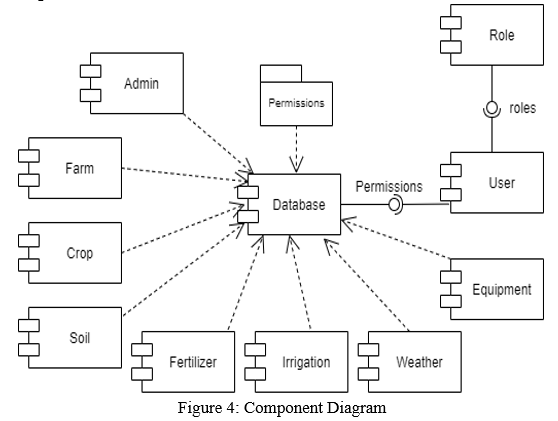 Role
Admin
Permissions
roles
Farm
Permissions
User
Database
Crop
Equipment
Soil
Fertilizer
Irrigation
Weather
Figure 4: Component Diagram